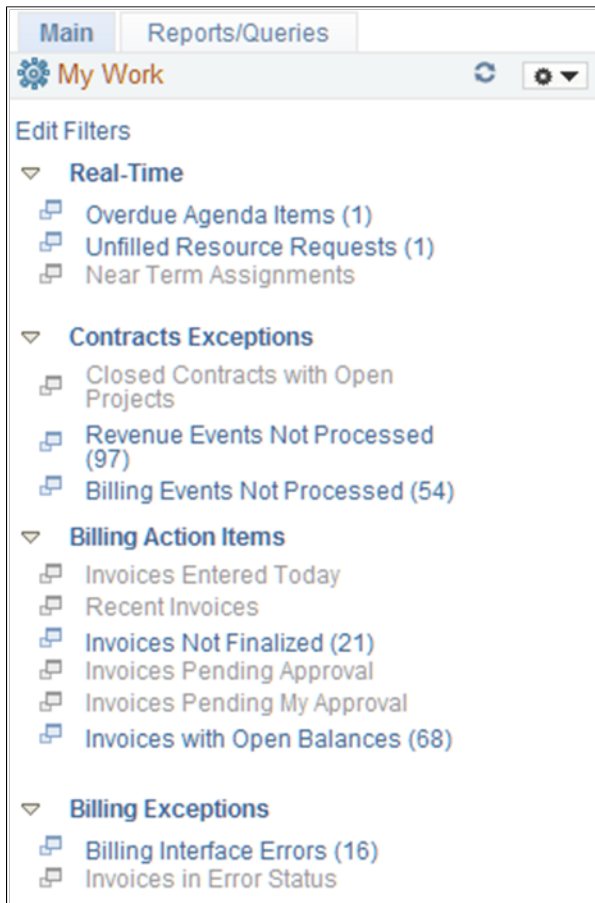 Main Reports/Queries
My Work
Edit Filters
Real-Time
Overdue Agenda Items (1)
Unfilled Resource Requests (1)
Near Term Assignments
Contracts Exceptions
Closed Contracts with Open
Projects
Revenue Events Not Processed
(97)
Billing Events Not Processed (54)
Billing Action Items
Invoices Entered Today
Recent Invoices
Invoices Not Finalized (21)
Invoices Pending Approval
Invoices Pending My Approval
Invoices with Open Balances (68)
Billing Exceptions
Billing Interface Errors (16)
Invoices in Error Status